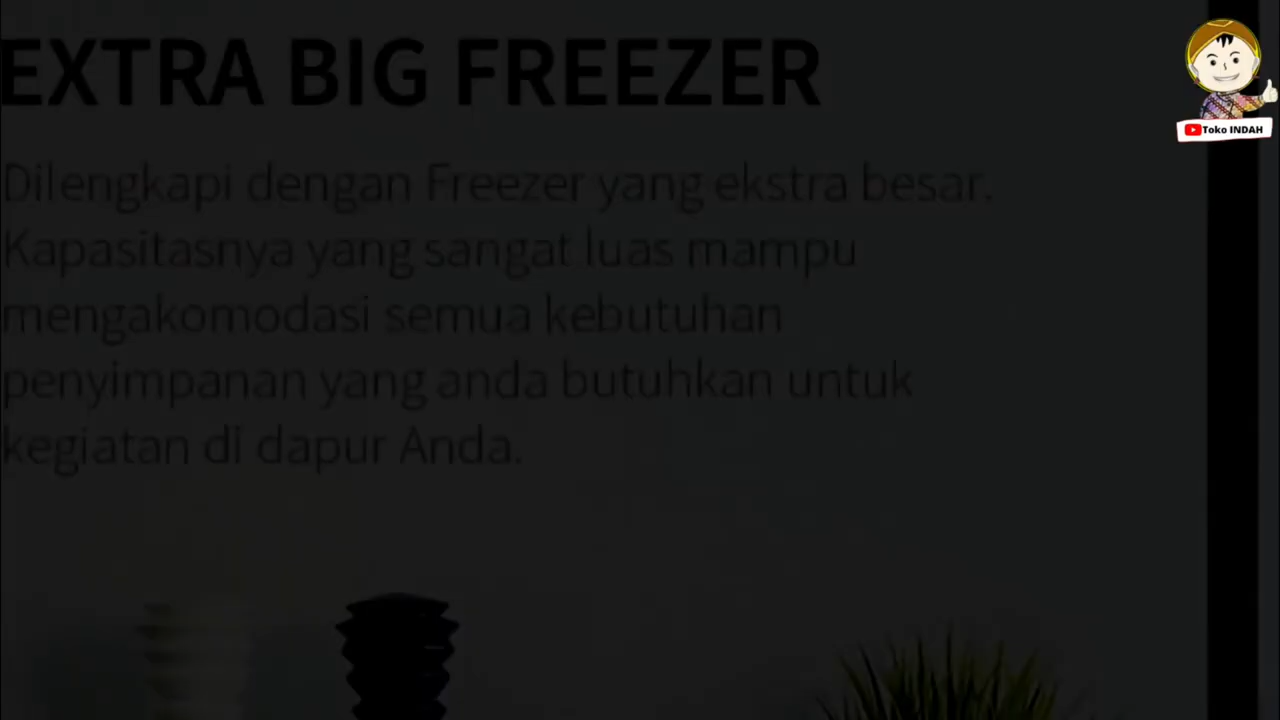 EXTRA BIG FREEZER
Dilengkapi dengan Freezer yang ekstra besar.
Kapasitasnya yang sangat luas mampu
mengakomodasi semua kebutuhan
penyimpanan yang anda butuhkan untuk
kegiatan di dapur Anda.
Toko INDAH